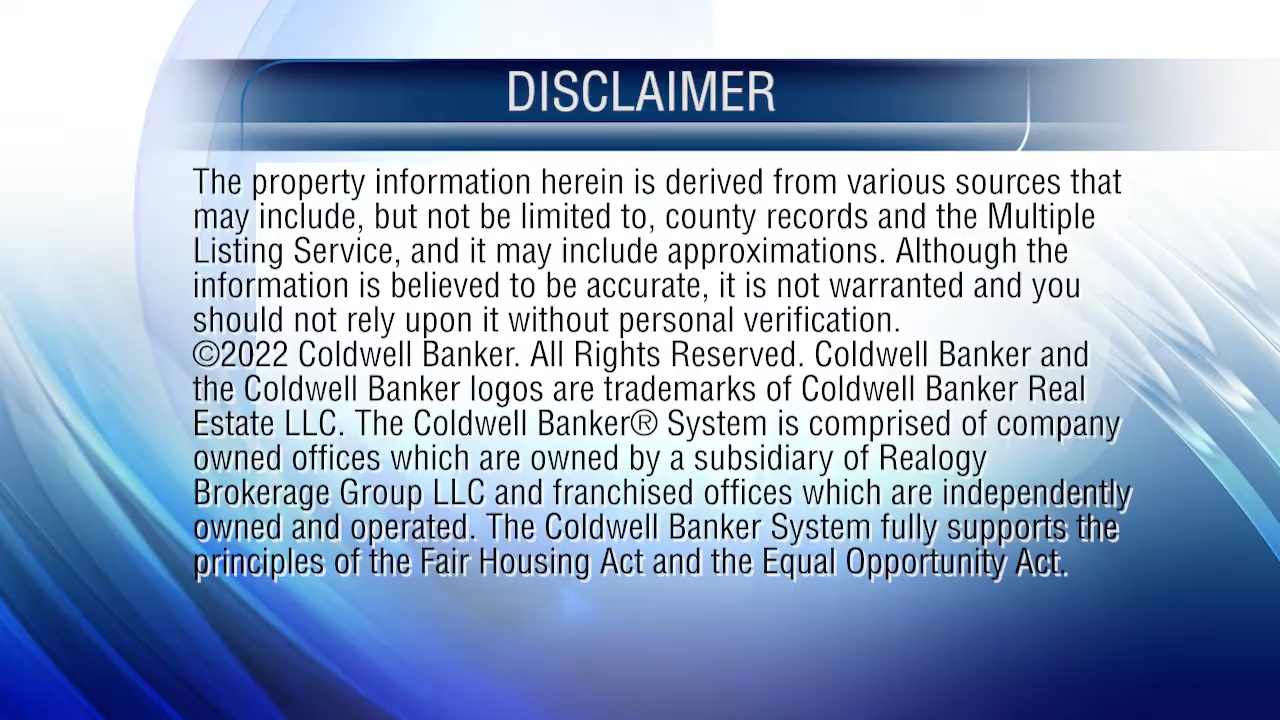 DISCLAIMER
The property information herein is derived from various sources that
may include, but not be limited to, county records and the Multiple
Listing Service, and it may include approximations. Although the
information is believed to be accurate, it is not warranted and you
should not rely upon it without personal verification.
©2022 Coldwell Banker. All Rights Reserved. Coldwell Banker and
the Coldwell Banker logos are trademarks of Coldwell Banker Real
Estate LLC. The Coldwell Banker® System is comprised of company
owned offices which are owned by a subsidiary of Realogy
Brokerage Group LLC and franchised offices which are independently
owned and operated. The Coldwell Banker System fully supports the
principles of the Fair Housing Act and the Equal Opportunity Act.